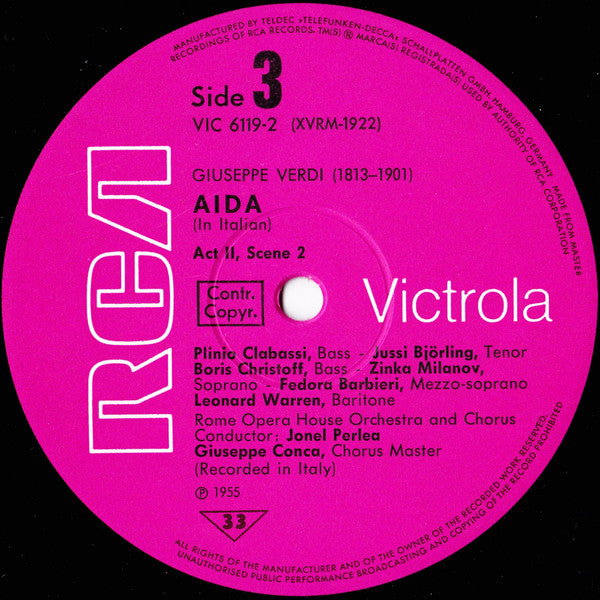 MANUFACTURED BY TELDEC »TELEFUNKEN-DECCA« SCHALLPLATTEN GMBH, HAMBURG, GERMANY. MADE FROM MASTER
RECORDINGS OF RCA RECORDS. TM(S) ® MARCA(S) REGISTRADA(S) USED BY AUTHORITY OF RCA CORPORATION
Side 3
VIC 6119-2 (XVRM-1922)
GIUSEPPE VERDI (1813–1901)
AIDA
(In Italian)
Act II, Scene 2
Contr.
Copyr.
RCA
Victrola
Plinio Clabassi, Bass - Jussi Björling, Tenor
Boris Christoff, Bass - Zinka Milanov,
Soprano - Fedora Barbieri, Mezzo-soprano
Leonard Warren, Baritone
Rome Opera House Orchestra and Chorus
Conductor: Jonel Perlea
Giuseppe Conca, Chorus Master
(Recorded in Italy)
℗ 1955
33
ALL RIGHTS OF THE MANUFACTURER AND OF THE OWNER OF THE RECORDED WORK RESERVED.
UNAUTHORISED PUBLIC PERFORMANCE BROADCASTING AND COPYING OF THE RECORD PROHIBITED